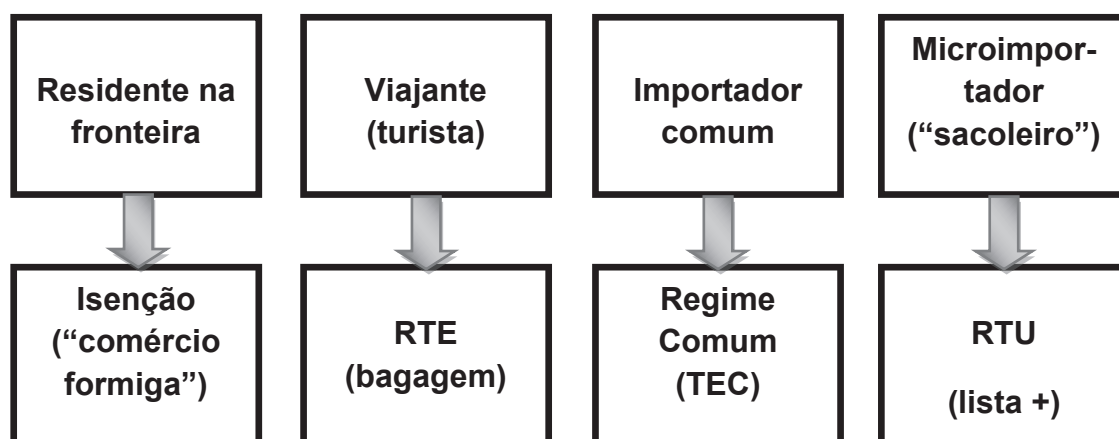 Residente na
fronteira
Viajante
(turista)
Importador
comum
Microimpor-
tador
(“sacoleiro”)
Isenção
(“comércio
formiga”)
RTE
(bagagem)
Regime
Comum
(TEC)
RTU
(lista +)